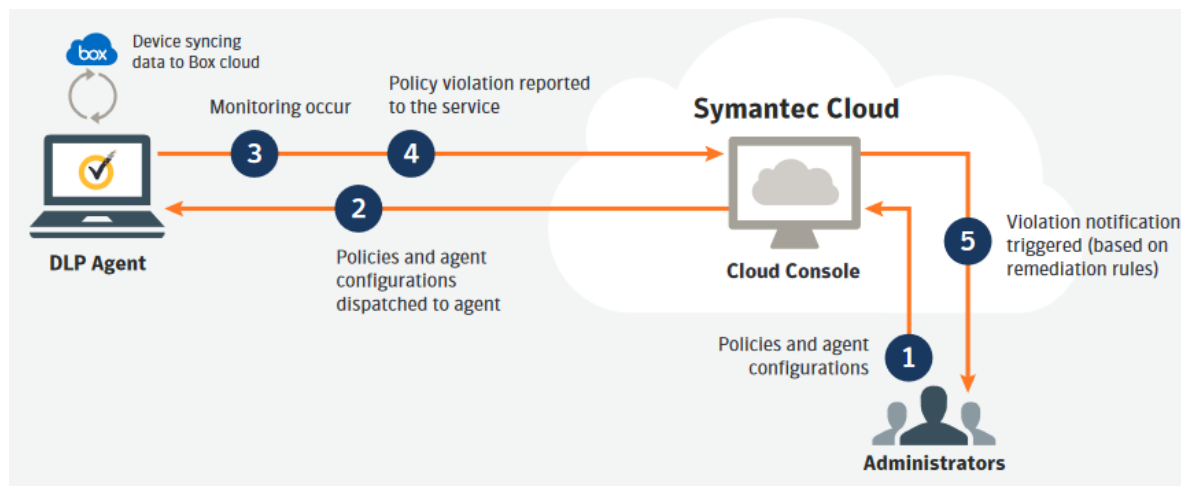 box
Device syncing
data to Box cloud
Monitoring occur
Policy violation reported
to the service
Symantec Cloud
3
4
2
5
Violation notification
triggered (based on
remediation rules)
DLP Agent
Policies and agent
configurations
dispatched to agent
Cloud Console
Policies and agent
configurations
1
Administrators